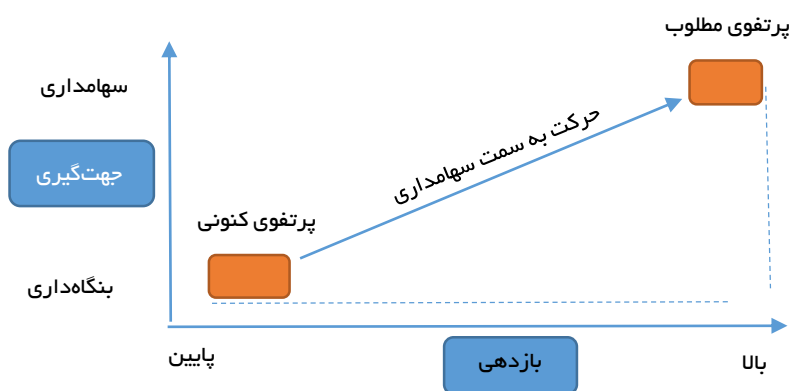 پرتفوی مطلوب
سهامداری
حرکت به سمت سهامداری
جهت‌گیری
پرتفوی کنونی
بنگاه‌داری
پایین
بازدهی
بالا